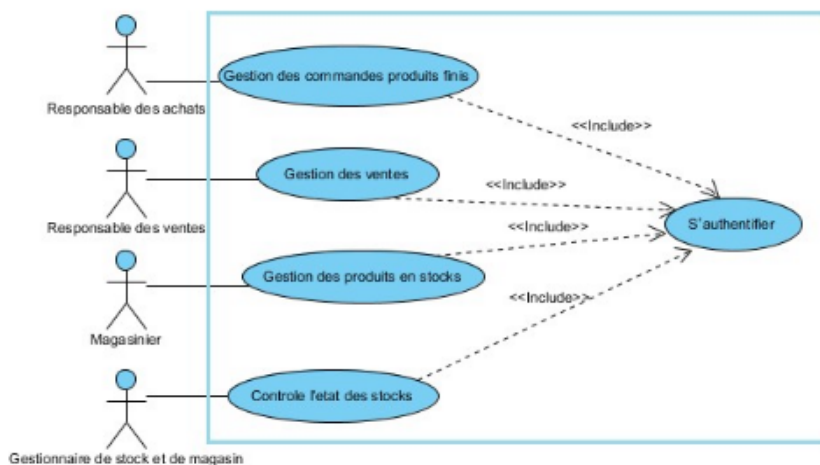 Gestion des commandes produits finis
Responsable des achats
<<Include>>
Gestion des ventes
<<Include>>
Responsable des ventes
S'authentifier
<<Include>>
Gestion des produits en stocks
<<Include>>
Magasinier
Controle l'etat des stocks
Gestionnaire de stock et de magasin